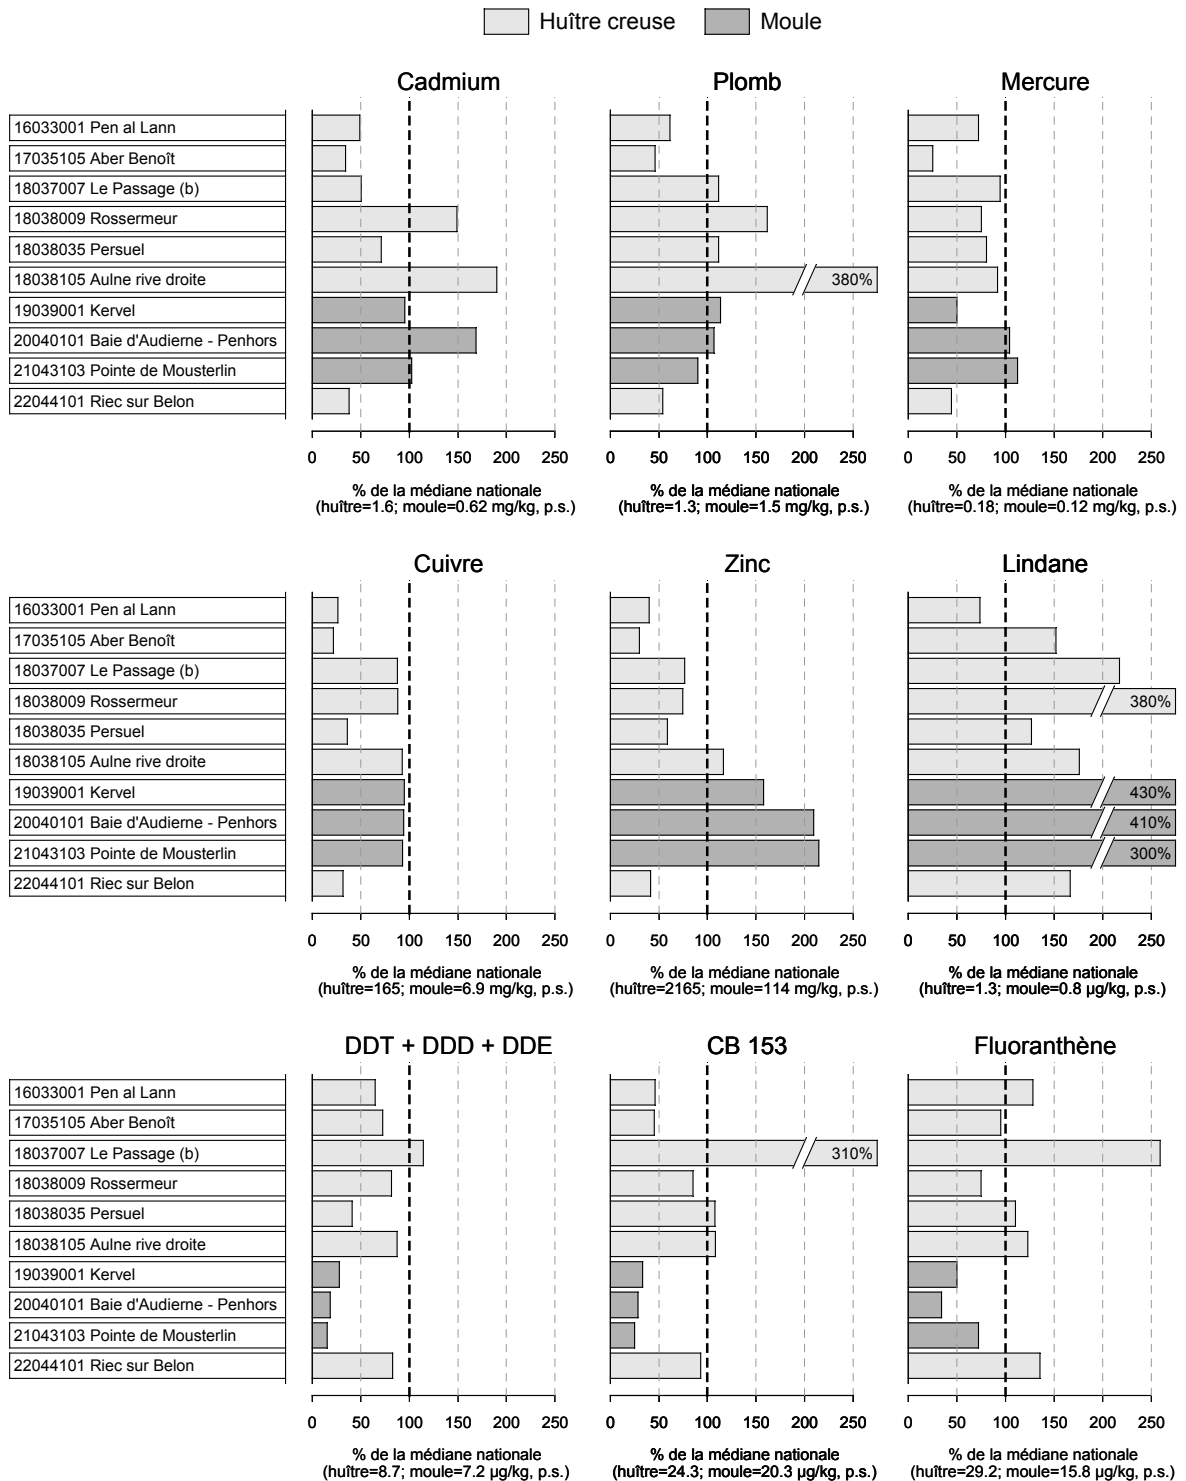 Huître creuse Moule
Cadmium Plomb Mercure
16033001 Pen al Lann
17035105 Aber Benoît
18037007 Le Passage (b)
18038009 Rossermeur
18038035 Persuel
18038105 Aulne rive droite 380%
19039001 Kervel
20040101 Baie d'Audierne - Penhors
21043103 Pointe de Mousterlin
22044101 Riec sur Belon
0 50 100 150 200 250 0 50 100 150 200 250 0 50 100 150 200 250
% de la médiane nationale % de la médiane nationale % de la médiane nationale
(huître=1.6; moule=0.62 mg/kg, p.s.) (huître=1.3; moule=1.5 mg/kg, p.s.) (huître=0.18; moule=0.12 mg/kg, p.s.)
Cuivre Zinc Lindane
16033001 Pen al Lann
17035105 Aber Benoît
18037007 Le Passage (b)
18038009 Rossermeur 380%
18038035 Persuel
18038105 Aulne rive droite
19039001 Kervel 430%
20040101 Baie d'Audierne - Penhors 410%
21043103 Pointe de Mousterlin 300%
22044101 Riec sur Belon
0 50 100 150 200 250 0 50 100 150 200 250 0 50 100 150 200 250
% de la médiane nationale % de la médiane nationale % de la médiane nationale
(huître=165; moule=6.9 mg/kg, p.s.) (huître=2165; moule=114 mg/kg, p.s.) (huître=1.3; moule=0.8 µg/kg, p.s.)
DDT + DDD + DDE CB 153 Fluoranthène
16033001 Pen al Lann
17035105 Aber Benoît
18037007 Le Passage (b) 310%
18038009 Rossermeur
18038035 Persuel
18038105 Aulne rive droite
19039001 Kervel
20040101 Baie d'Audierne - Penhors
21043103 Pointe de Mousterlin
22044101 Riec sur Belon
0 50 100 150 200 250 0 50 100 150 200 250 0 50 100 150 200 250
% de la médiane nationale % de la médiane nationale % de la médiane nationale
(huître=8.7; moule=7.2 µg/kg, p.s.) (huître=24.3; moule=20.3 µg/kg, p.s.) (huître=29.2; moule=15.8 µg/kg, p.s.)